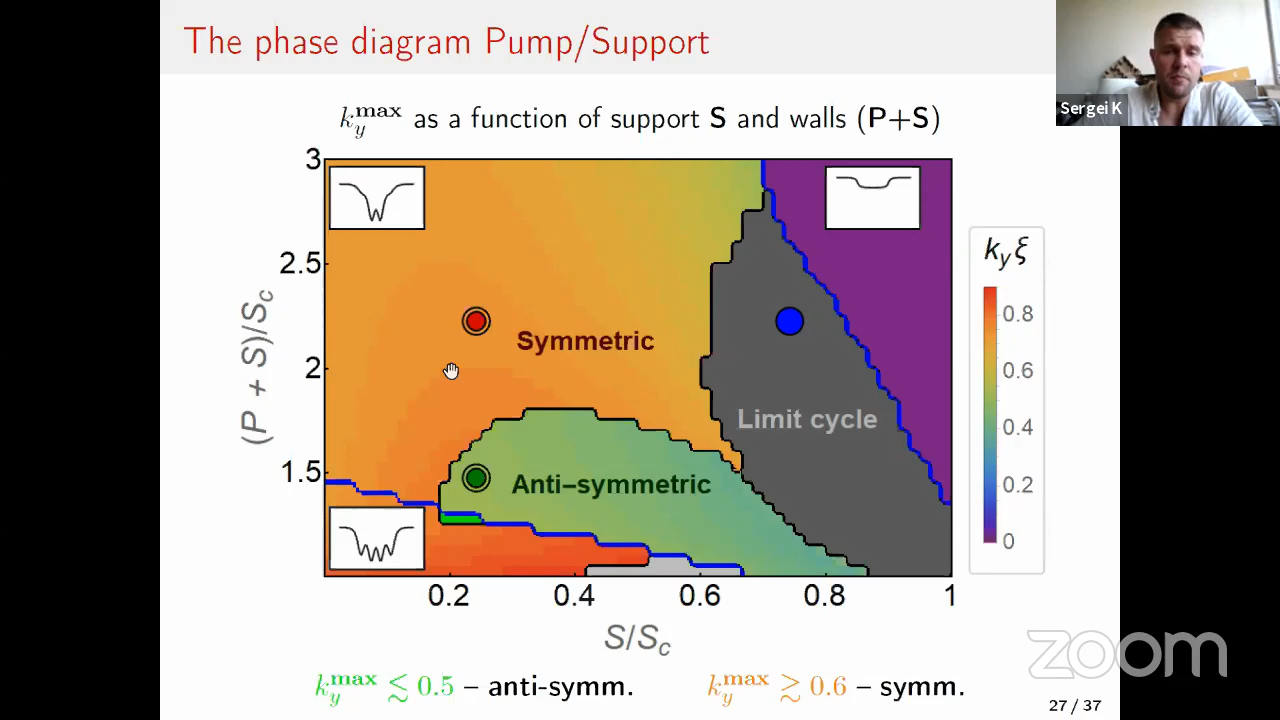 The phase diagram Pump/Support
Sergei K
k_y^max as a function of support S and walls (P+S)
3
2.5
2
1.5
(P + S)/S_c
Symmetric
Limit cycle
Anti–symmetric
0.2
0.4
0.6
0.8
1
S/S_c
k_y ξ
0.8
0.6
0.4
0.2
0
zoom
k_y^max ≲ 0.5 – anti-symm.
k_y^max ≳ 0.6 – symm.
27 / 37